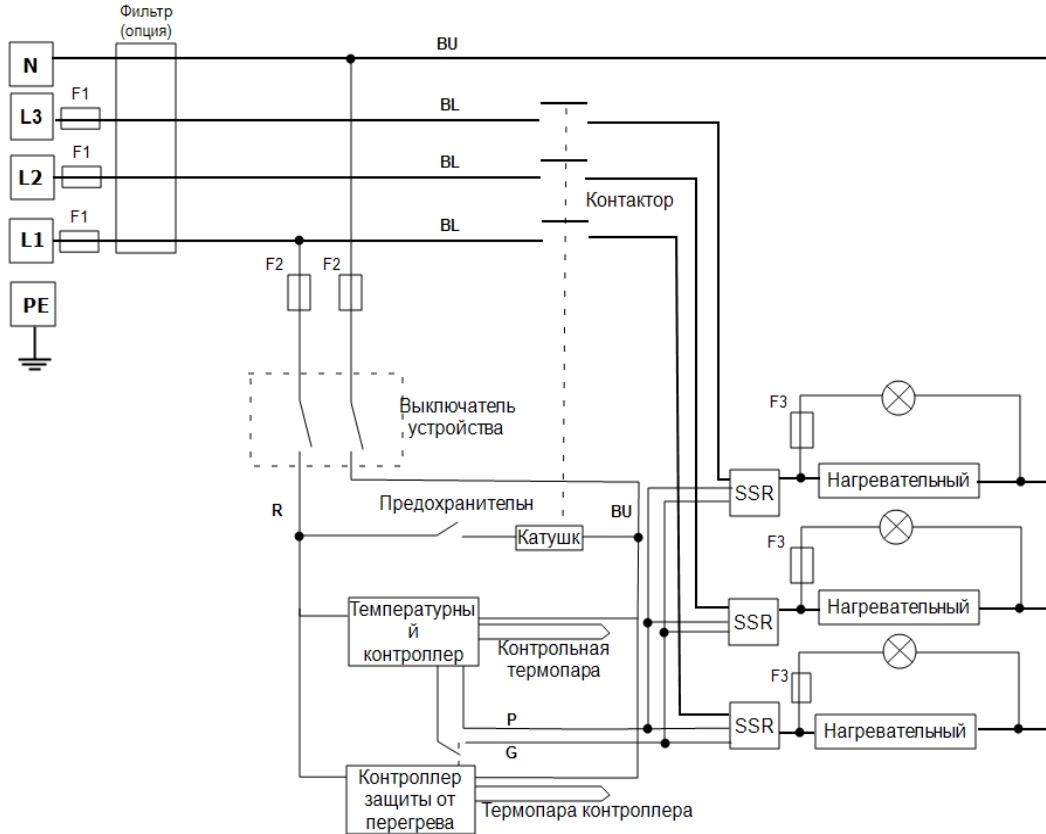 Фильтр
(опция)
N
BU
F1
L3
BL
F1
L2
BL
Контактор
F1
L1
BL
F2
F2
PE
Выключатель
устройства
F3
Нагревательный
SSR
R
Предохранительн
BU
Катушк
F3
Нагревательный
SSR
Температурны
й
контроллер
Контрольная
термопара
F3
P
SSR
Нагревательный
G
Контроллер
защиты от
перегрева
Термопара контроллера